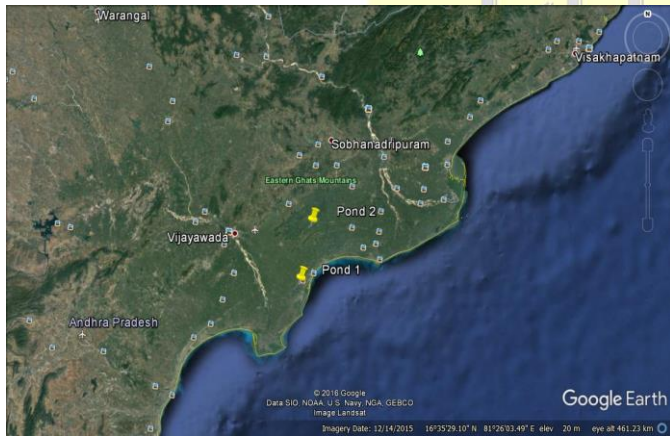 Warangal
N
Visakhapatnam
Sobhanadripuram
Eastern Ghats Mountains
Pond 2
Vijayawada
Pond 1
Andhra Pradesh
© 2016 Google
Data SIO, NOAA, U.S. Navy, NGA, GEBCO
Image Landsat
Google Earth
Imagery Date: 12/14/2015 16°35'29.10" N 81°26'03.49" E elev 20 m eye alt 461.23 km